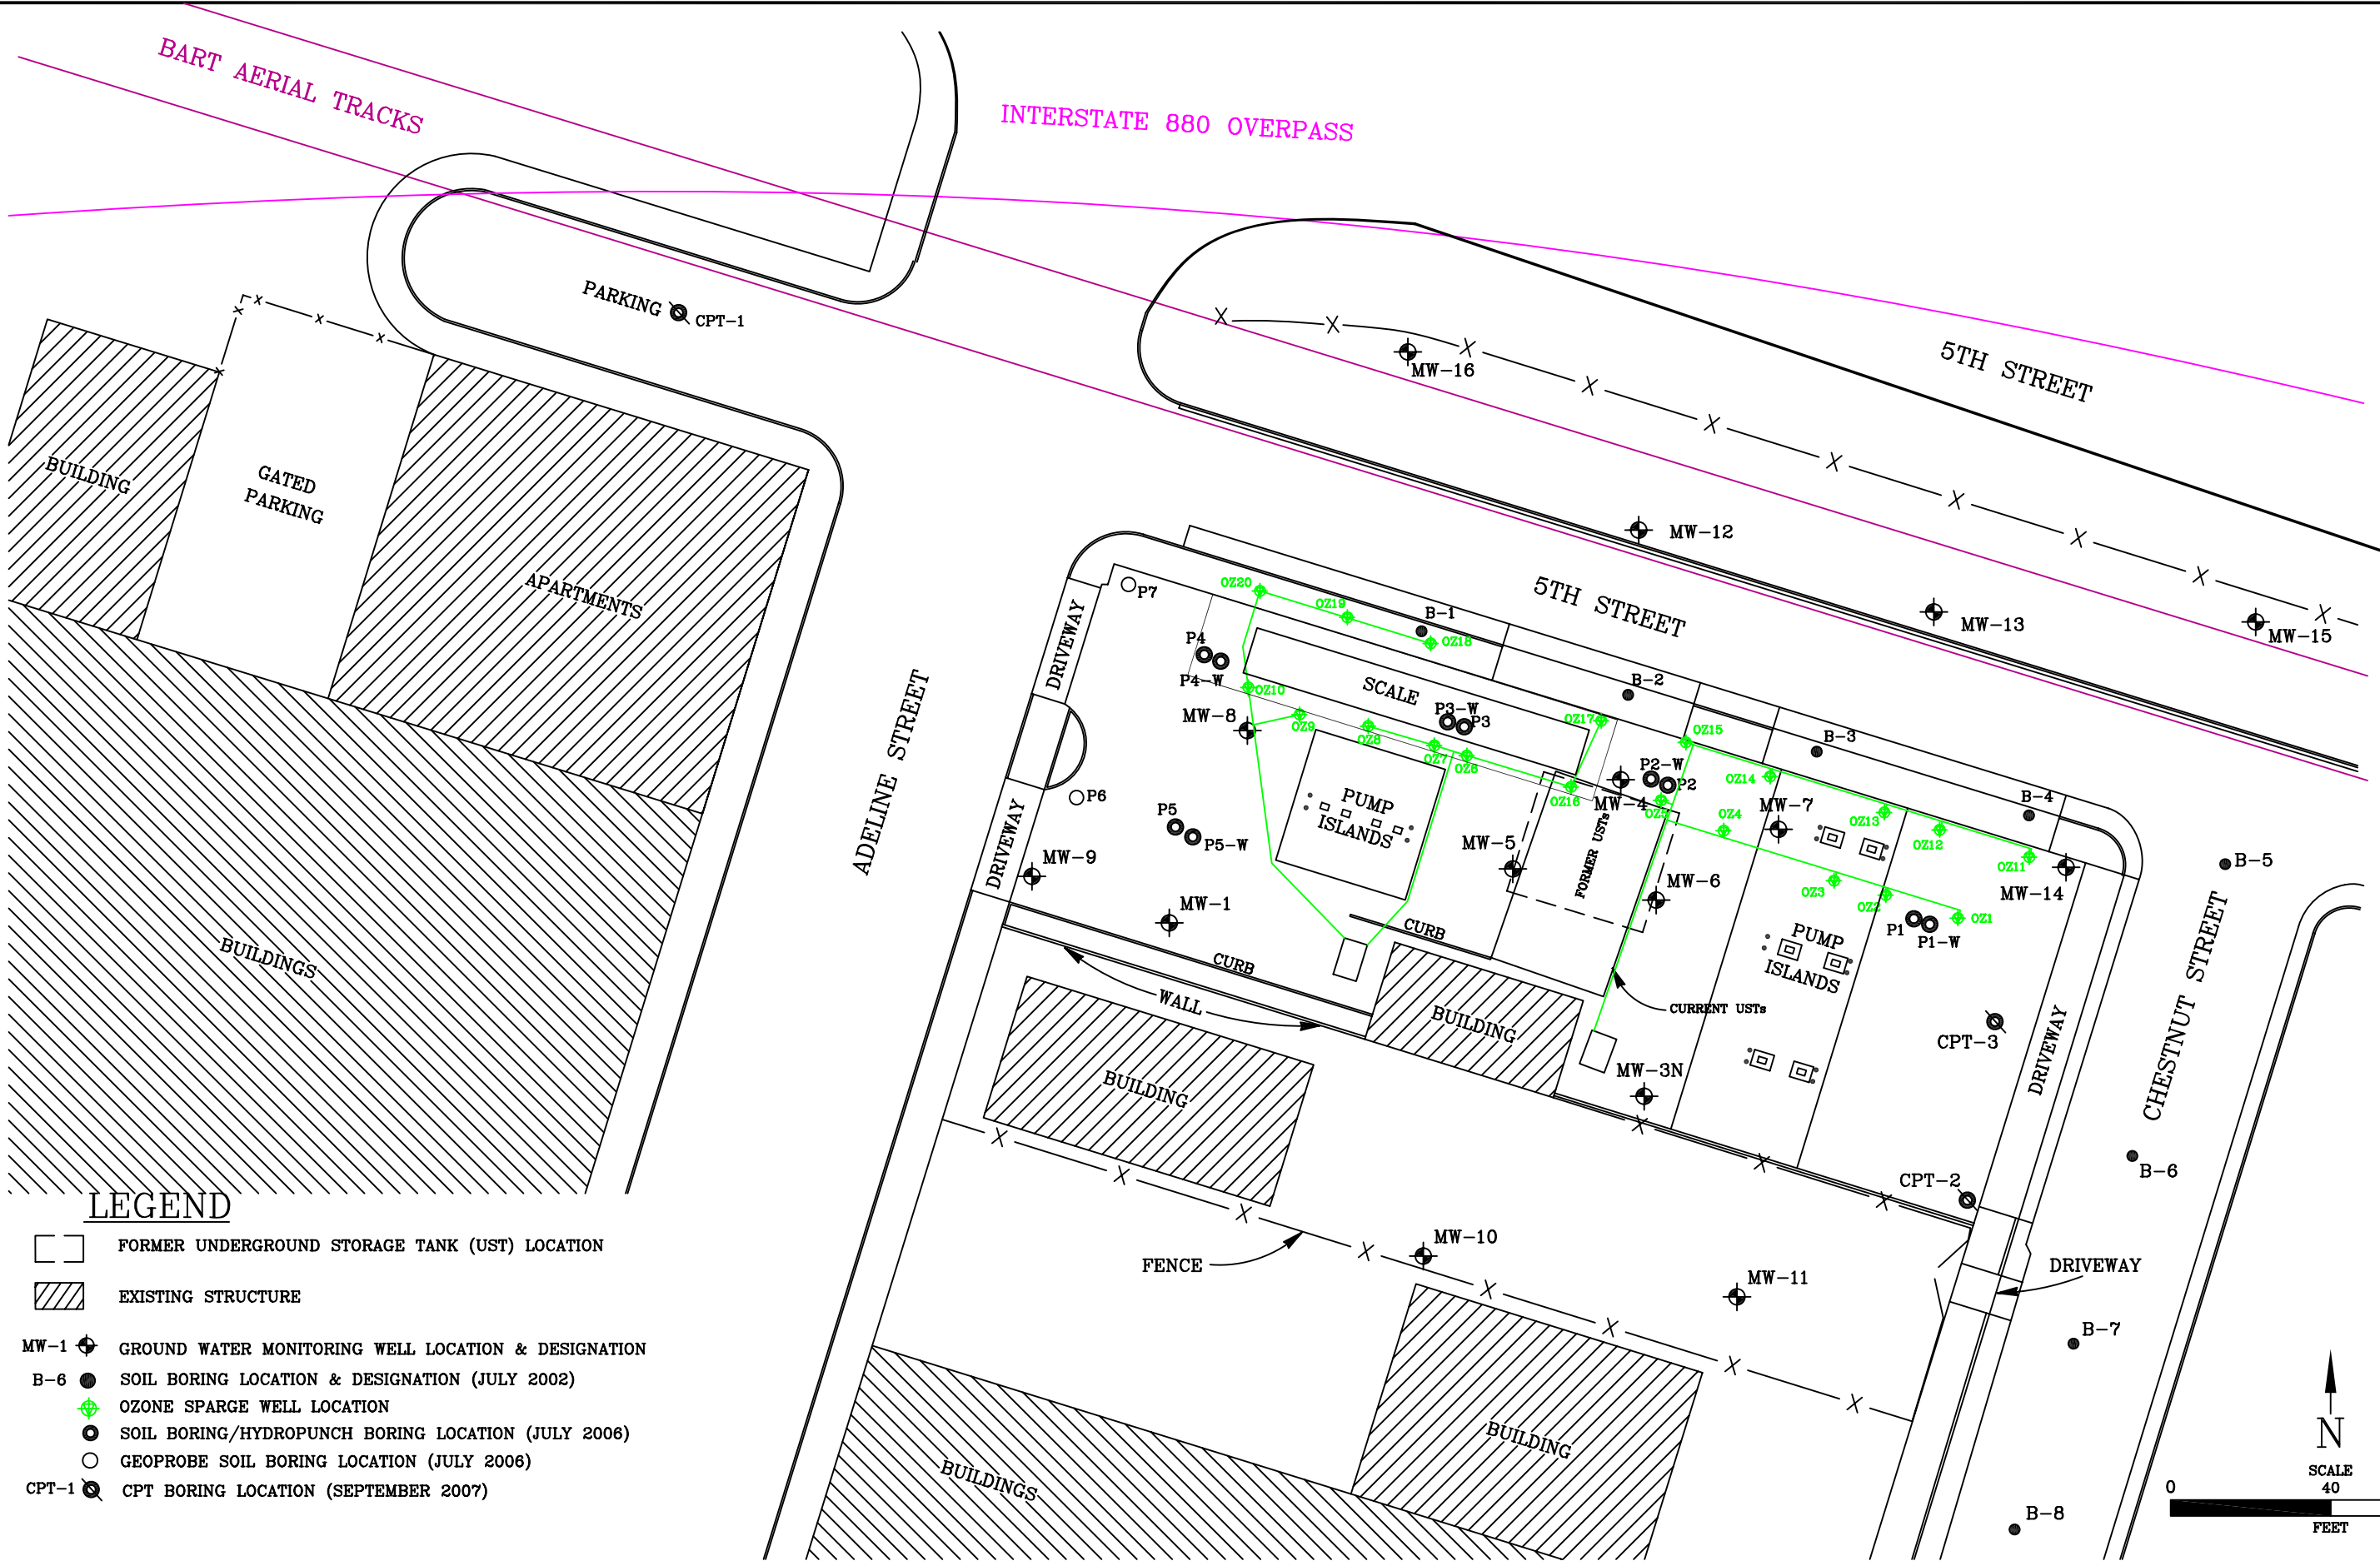 BART AERIAL TRACKS
INTERSTATE 880 OVERPASS
PARKING
CPT-1
5TH STREET
MW-16
BUILDING
GATED
PARKING
APARTMENTS
BUILDINGS
MW-12
MW-13
MW-15
5TH STREET
ADELINE STREET
CHESTNUT STREET
DRIVEWAY
DRIVEWAY
P7
OZ20
OZ19
OZ18
B-1
B-2
B-3
B-4
B-5
P4
P4-W
OZ10
SCALE
MW-8
OZ9
OZ8
P3-W
P3
OZ7
OZ6
OZ17
OZ16
OZ15
P2-W
P2
MW-4
OZ5
OZ14
OZ4
MW-7
OZ13
OZ12
OZ11
MW-14
P6
P5
P5-W
PUMP
ISLANDS
MW-5
FORMER USTs
MW-6
OZ3
OZ2
OZ1
P1
P1-W
MW-9
MW-1
CURB
CURB
PUMP
ISLANDS
WALL
BUILDING
CURRENT USTs
CPT-3
DRIVEWAY
BUILDING
MW-3N
B-6
CPT-2
MW-10
FENCE
MW-11
DRIVEWAY
B-7
BUILDING
BUILDINGS
B-8
LEGEND
FORMER UNDERGROUND STORAGE TANK (UST) LOCATION
EXISTING STRUCTURE
MW-1 GROUND WATER MONITORING WELL LOCATION & DESIGNATION
B-6 SOIL BORING LOCATION & DESIGNATION (JULY 2002)
OZONE SPARGE WELL LOCATION
SOIL BORING/HYDROPUNCH BORING LOCATION (JULY 2006)
GEOPROBE SOIL BORING LOCATION (JULY 2006)
CPT-1 CPT BORING LOCATION (SEPTEMBER 2007)
N
SCALE
0 40
FEET